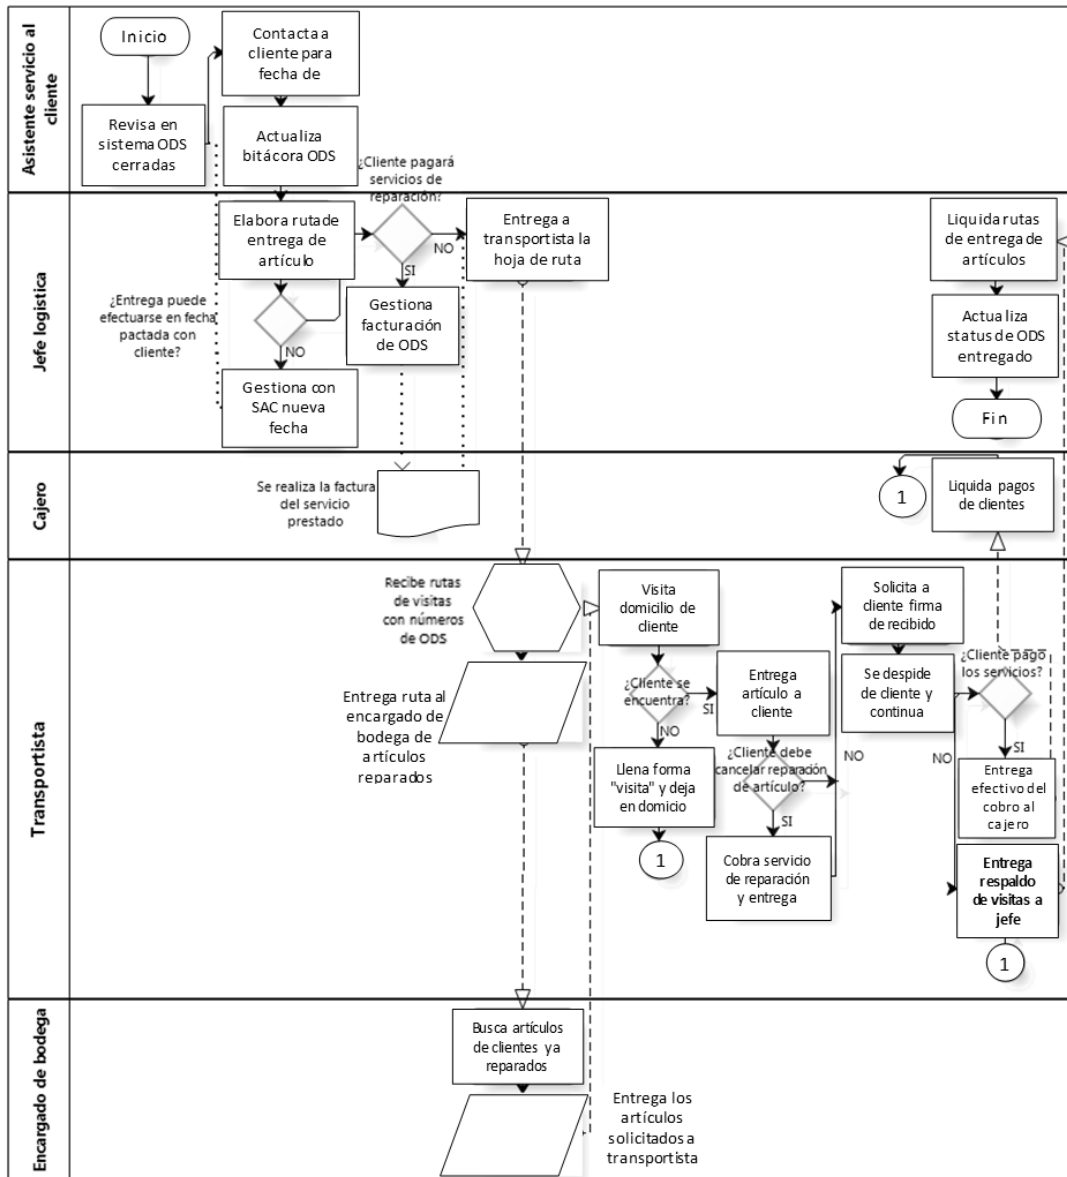 Asistente servicio al
cliente
Inicio
Revisa en
sistema ODS
cerradas
Contacta a
cliente para
fecha de
Actualiza
bitácora ODS
¿Cliente pagará
servicios de
reparación?
Jefe logistica
Elabora ruta de
entrega de
artículo
NO
SI
Entrega a
transportista la
hoja de ruta
Gestiona
facturación
de ODS
¿Entrega puede
efectuarse en fecha
pactada con
cliente?
NO
Gestiona con
SAC nueva
fecha
Liquida rutas
de entrega de
artículos
Actualiza
status de ODS
entregado
Fin
Cajero
Se realiza la factura
del servicio
prestado
1
Liquida pagos
de clientes
Transportista
Recibe rutas
de visitas
con números
de ODS
Entrega ruta al
encargado de
bodega de
artículos
reparados
Visita
domicilio de
cliente
¿Cliente se
encuentra?
SI
NO
Entrega
artículo a
cliente
Llena forma
"visita" y deja
en domicio
1
¿Cliente debe
cancelar reparación
de artículo?
NO
SI
Cobra servicio
de reparación
y entrega
Solicita a
cliente firma
de recibido
Se despide
de cliente y
continua
¿Cliente pago
los servicios?
NO
SI
Entrega
efectivo del
cobro al
cajero
Entrega
respaldo
de visitas a
jefe
1
Encargado de bodega
Busca artículos
de clientes ya
reparados
Entrega los
artículos
solicitados a
transportista